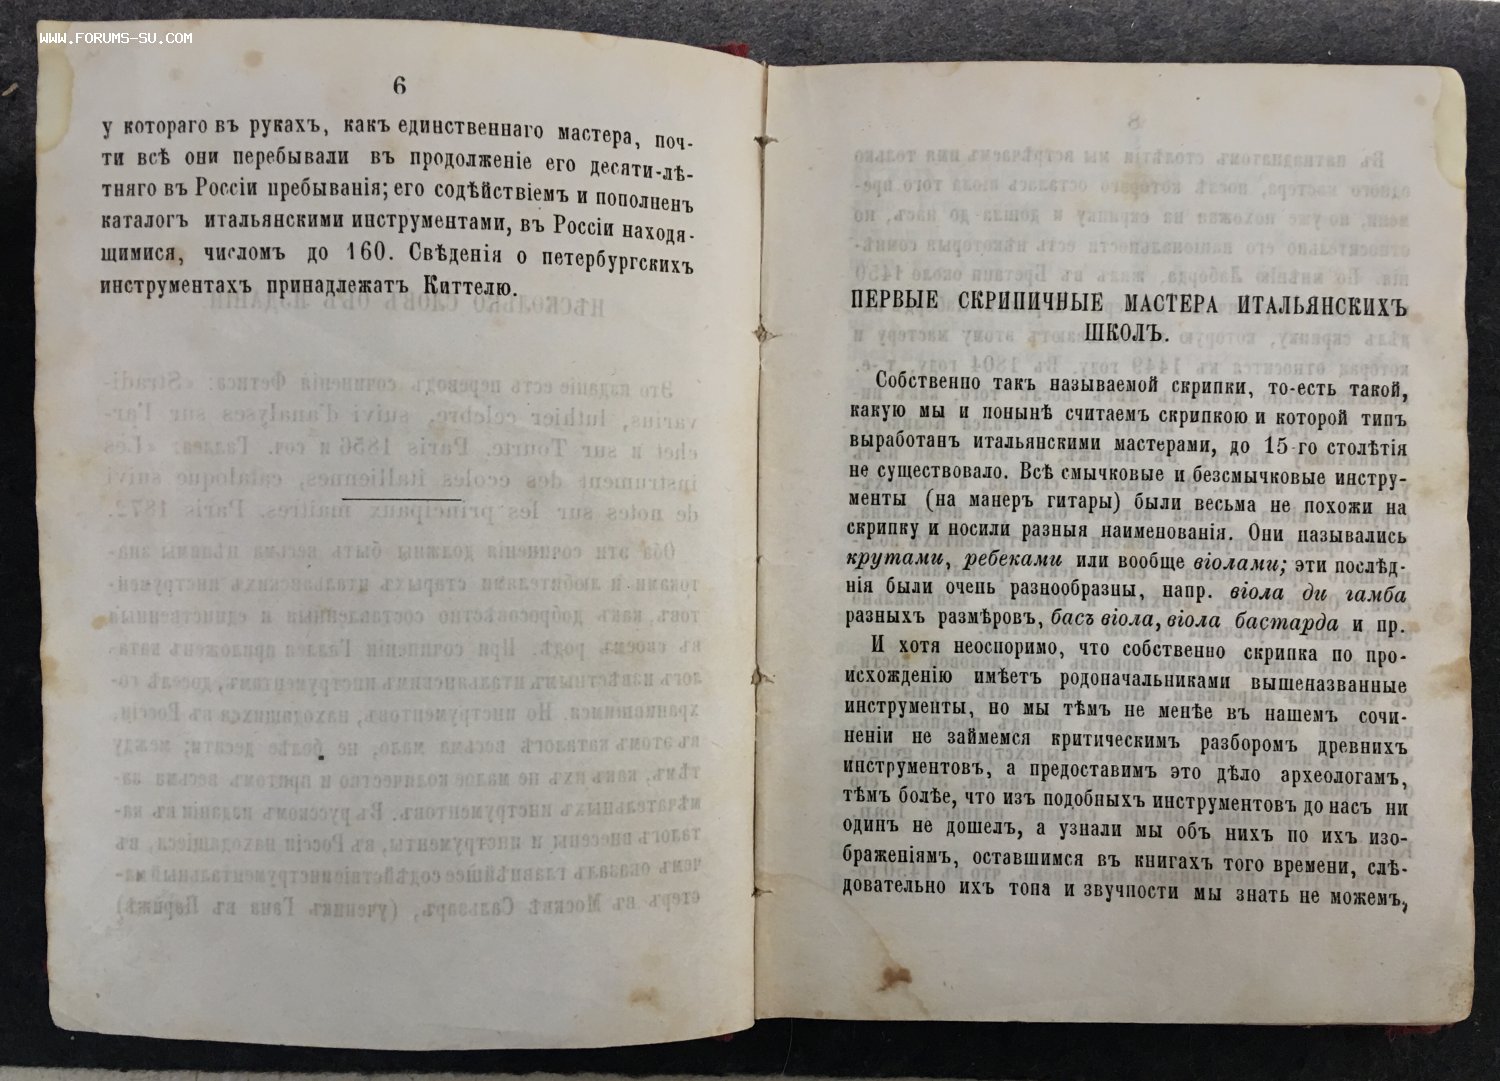 www.forums-su.com
6
у котораго въ рукахъ, какъ единственнаго мастера, поч-
ти всѣ они перебывали въ продолженіе его десяти-лѣ-
тняго въ Россіи пребыванія; его содѣйствіемъ и пополненъ
каталогъ итальянскими инструментами, въ Россіи находя-
щимися, числомъ до 160. Свѣденія о петербургскихъ
инструментахъ принадлежатъ Киттелю.
ПЕРВЫЕ СКРИПИЧНЫЕ МАСТЕРА ИТАЛЬЯНСКИХЪ
ШКОЛЪ.
Собственно такъ называемой скрипки, то-есть такой,
какую мы и понынѣ считаемъ скрипкою и которой типъ
выработанъ итальянскими мастерами, до 15-го столѣтія
не существовало. Всѣ смычковые и безсмычковые инстру-
менты (на манеръ гитары) были весьма не похожи на
скрипку и носили разныя наименованія. Они назывались
крутами, ребеками или вообще віолами; эти послѣд-
нія были очень разнообразны, напр. віола ди гамба
разныхъ размѣровъ, басъ віола, віола бастарда и пр.
И хотя неоспоримо, что собственно скрипка по про-
исхожденію имѣетъ родоначальниками вышеназванные
инструменты, но мы тѣмъ не менѣе въ нашемъ сочи-
неніи не займемся критическимъ разборомъ древнихъ
инструментовъ, а предоставимъ это дѣло археологамъ,
тѣмъ болѣе, что изъ подобныхъ инструментовъ до насъ ни
одинъ не дошелъ, а узнали мы объ нихъ по ихъ изо-
браженіямъ, оставшимся въ книгахъ того времени, слѣ-
довательно ихъ тона и звучности мы знать не можемъ,